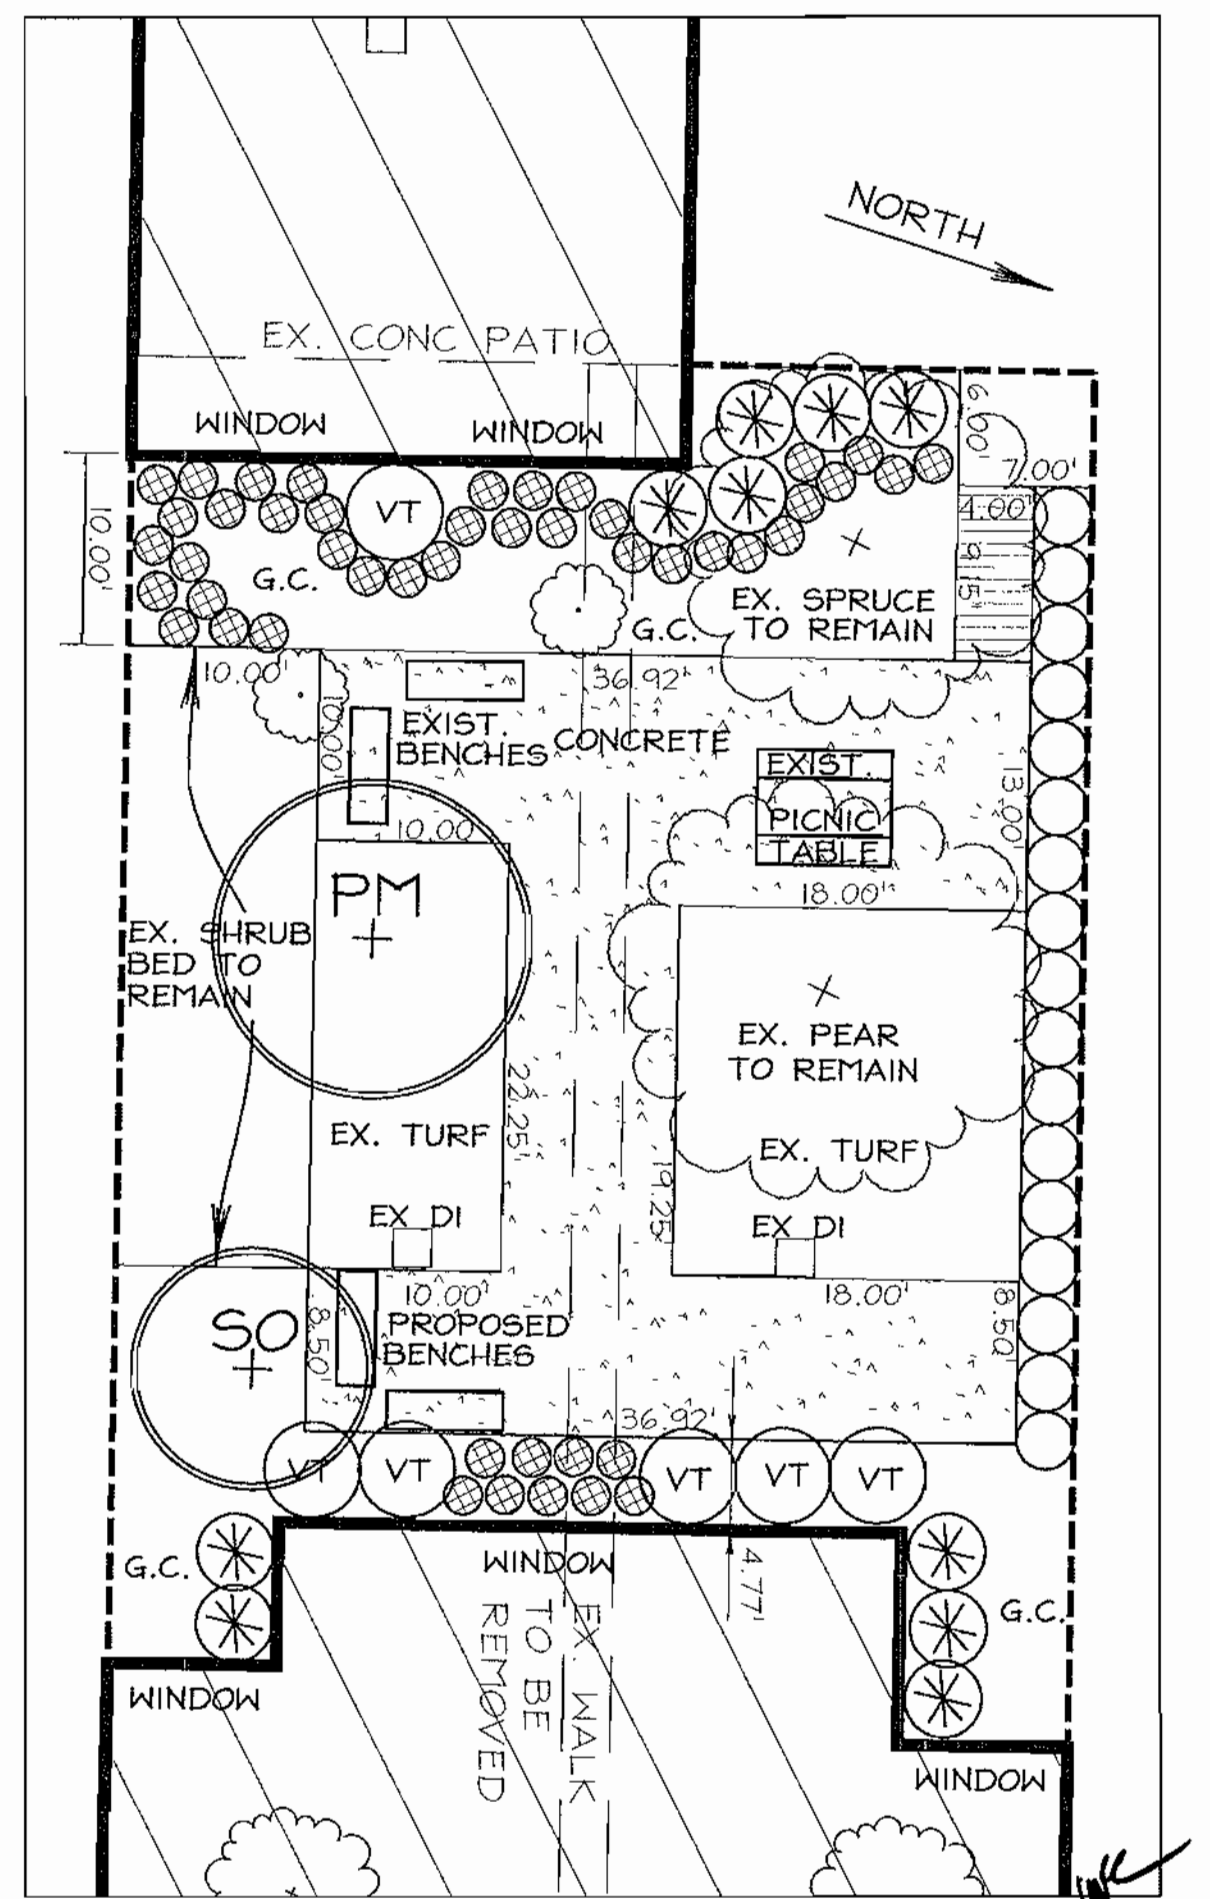 NORTH
EX. CONC PATIO
WINDOW
WINDOW
6.00'
7.00'
4.00'
9.15'
10.00'
VT
G.C.
G.C.
EX. SPRUCE
TO REMAIN
10.00'
36.92'
10.00'
EXIST.
BENCHES
CONCRETE
EXIST.
PICNIC
TABLE
13.00'
10.00'
18.00'
PM
EX. SHRUB
BED TO
REMAIN
EX. PEAR
TO REMAIN
22.25'
EX. TURF
EX. TURF
19.25'
EX DI
EX DI
10.00'
18.00'
SO
8.50'
PROPOSED
BENCHES
8.50'
36.92'
VT
VT
VT
VT
VT
WINDOW
4.77'
G.C.
G.C.
EX. WALK
TO BE
REMOVED
WINDOW
WINDOW